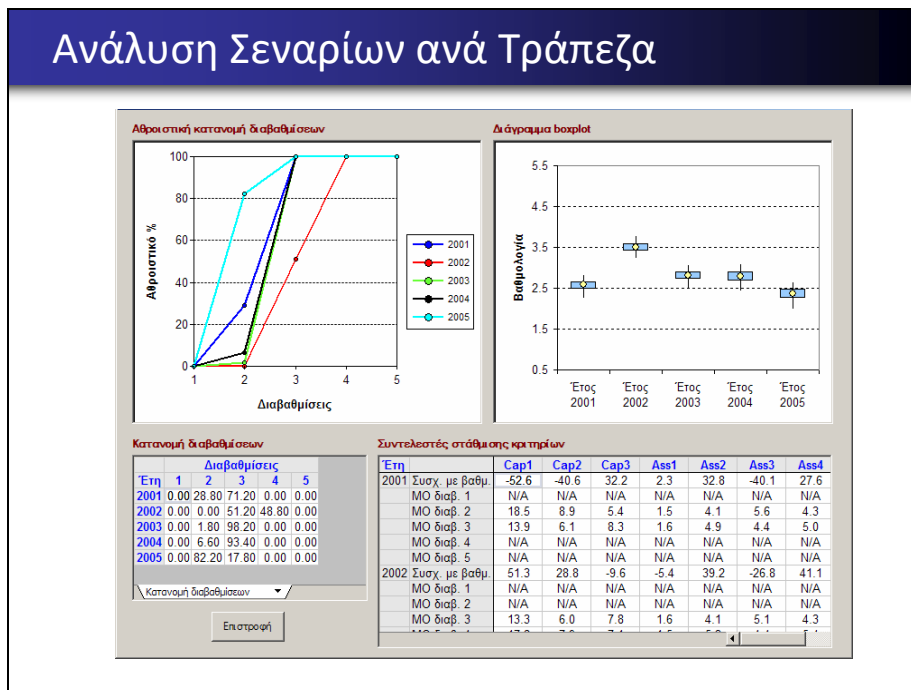 Ανάλυση Σεναρίων ανά Τράπεζα
Αθροιστική κατανομή διαβαθμίσεων
Αθροιστικό %
100
80
60
40
20
0
1 2 3 4 5
Διαβαθμίσεις
2001
2002
2003
2004
2005
Διάγραμμα boxplot
Βαθμολογία
5.5
4.5
3.5
2.5
1.5
0.5
Έτος Έτος Έτος Έτος Έτος
2001 2002 2003 2004 2005
Κατανομή διαβαθμίσεων
Διαβαθμίσεις
Έτη 1 2 3 4 5
2001 0.00 28.80 71.20 0.00 0.00
2002 0.00 0.00 51.20 48.80 0.00
2003 0.00 1.80 98.20 0.00 0.00
2004 0.00 6.60 93.40 0.00 0.00
2005 0.00 82.20 17.80 0.00 0.00
Κατανομή διαβαθμίσεων
Επιστροφή
Συντελεστές στάθμισης κριτηρίων
Έτη Cap1 Cap2 Cap3 Ass1 Ass2 Ass3 Ass4
2001 Συσχ. με βαθμ. -52.6 -40.6 32.2 2.3 32.8 -40.1 27.6
ΜΟ διαβ. 1 N/A N/A N/A N/A N/A N/A N/A
ΜΟ διαβ. 2 18.5 8.9 5.4 1.5 4.1 5.6 4.3
ΜΟ διαβ. 3 13.9 6.1 8.3 1.6 4.9 4.4 5.0
ΜΟ διαβ. 4 N/A N/A N/A N/A N/A N/A N/A
ΜΟ διαβ. 5 N/A N/A N/A N/A N/A N/A N/A
2002 Συσχ. με βαθμ. 51.3 28.8 -9.6 -5.4 39.2 -26.8 41.1
ΜΟ διαβ. 1 N/A N/A N/A N/A N/A N/A N/A
ΜΟ διαβ. 2 N/A N/A N/A N/A N/A N/A N/A
ΜΟ διαβ. 3 13.3 6.0 7.8 1.6 4.1 5.1 4.3